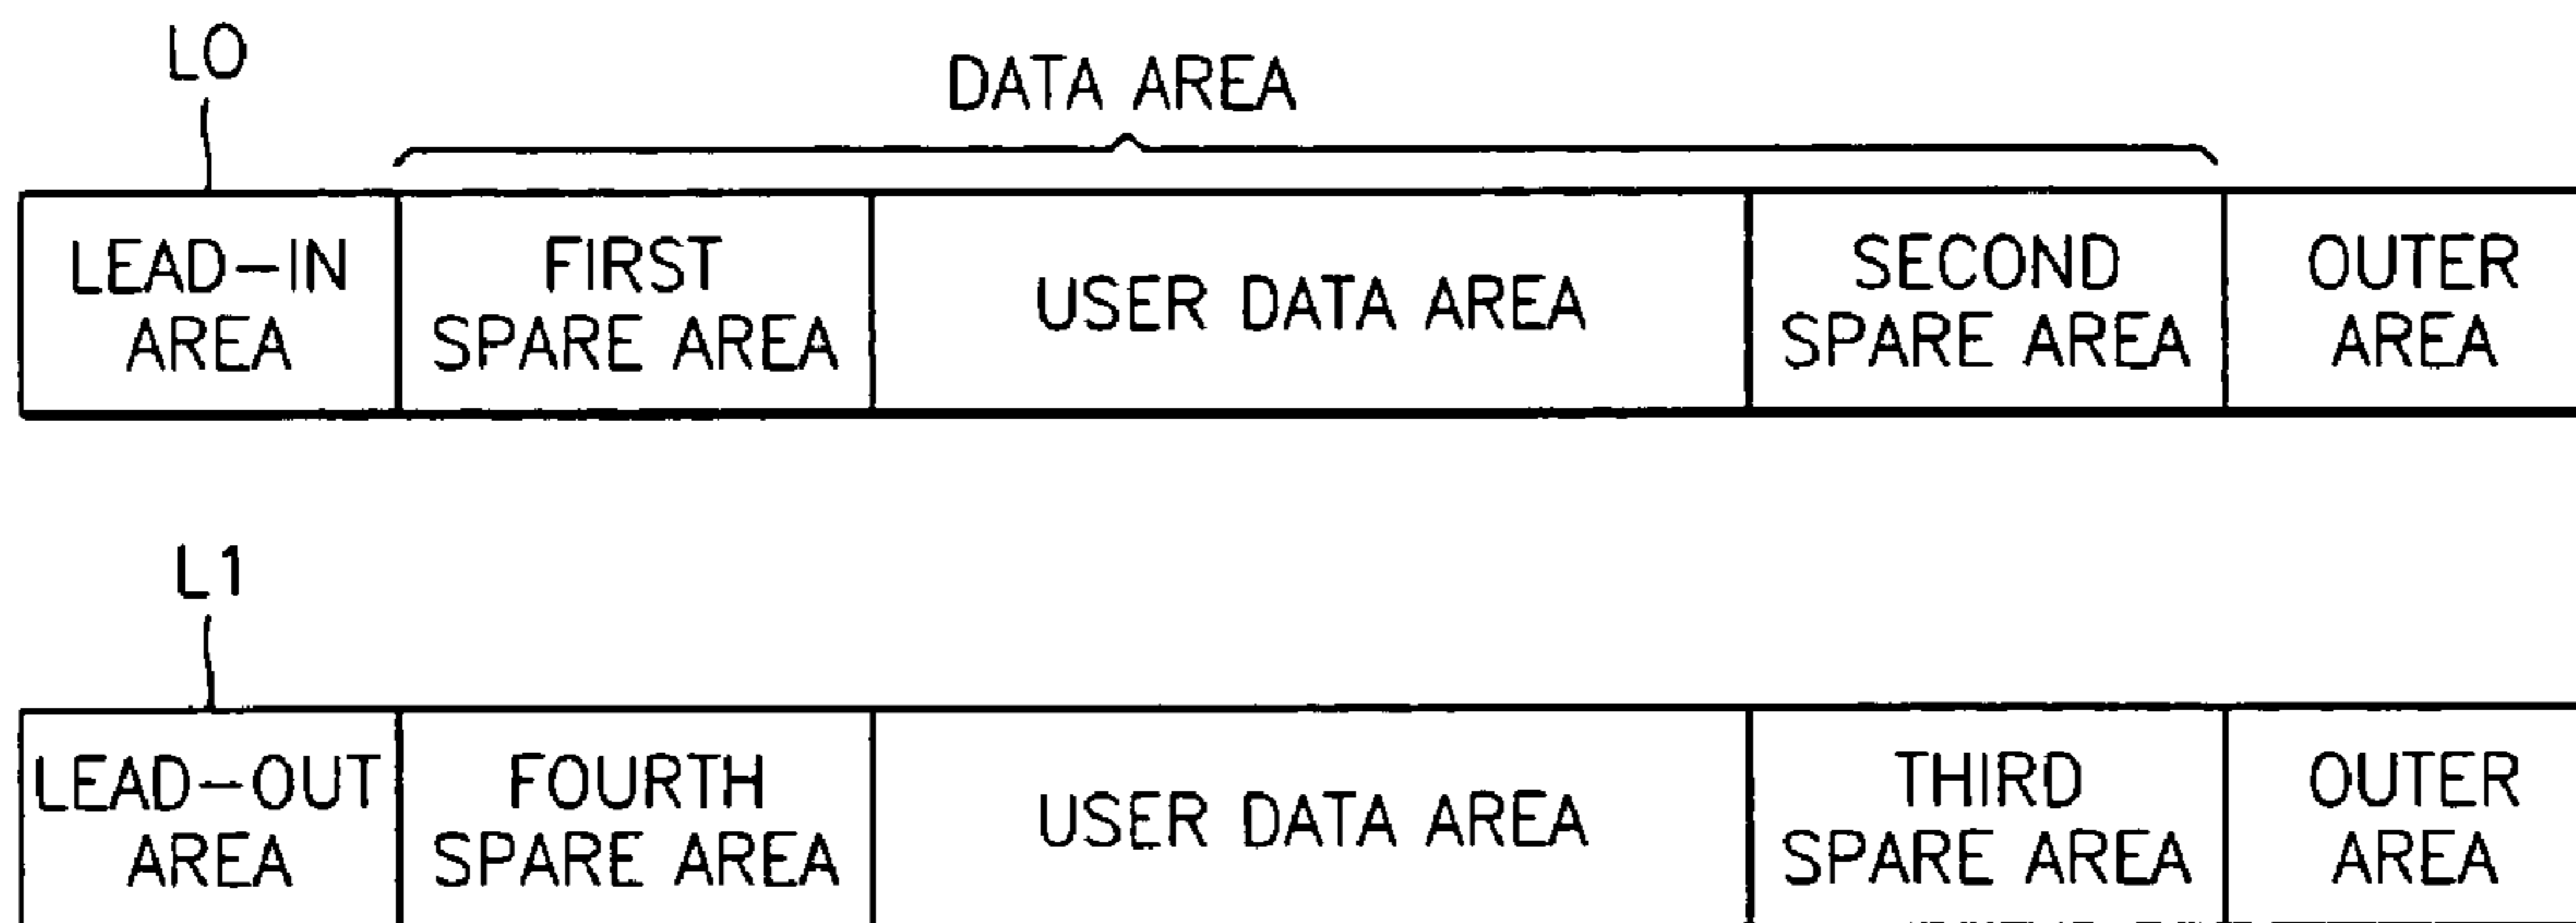 L0
DATA AREA
LEAD-IN
AREA
FIRST
SPARE AREA
USER DATA AREA
SECOND
SPARE AREA
OUTER
AREA
L1
LEAD-OUT
AREA
FOURTH
SPARE AREA
USER DATA AREA
THIRD
SPARE AREA
OUTER
AREA